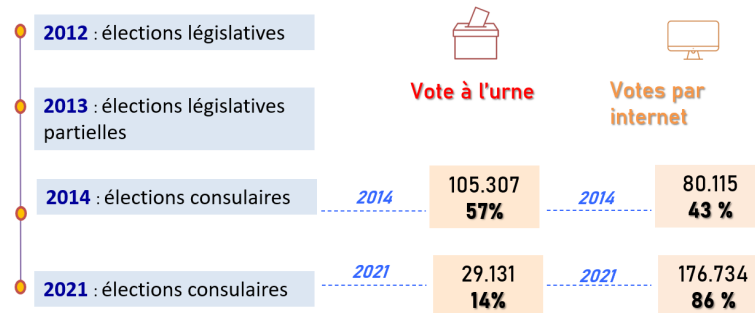 2012 : élections législatives
Vote à l'urne
Votes par
internet
2013 : élections législatives
partielles
2014 : élections consulaires
2014
105.307
57%
2014
80.115
43 %
2021 : élections consulaires
2021
29.131
14%
2021
176.734
86 %